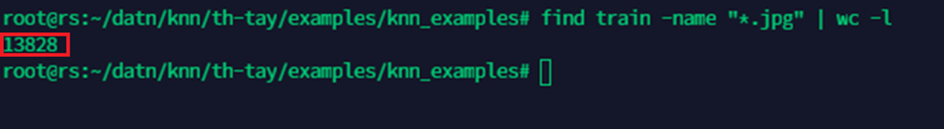 root@rs:~/datn/knn/th-tay/examples/knn_examples# find train -name "*.jpg" | wc -l
13828
root@rs:~/datn/knn/th-tay/examples/knn_examples#